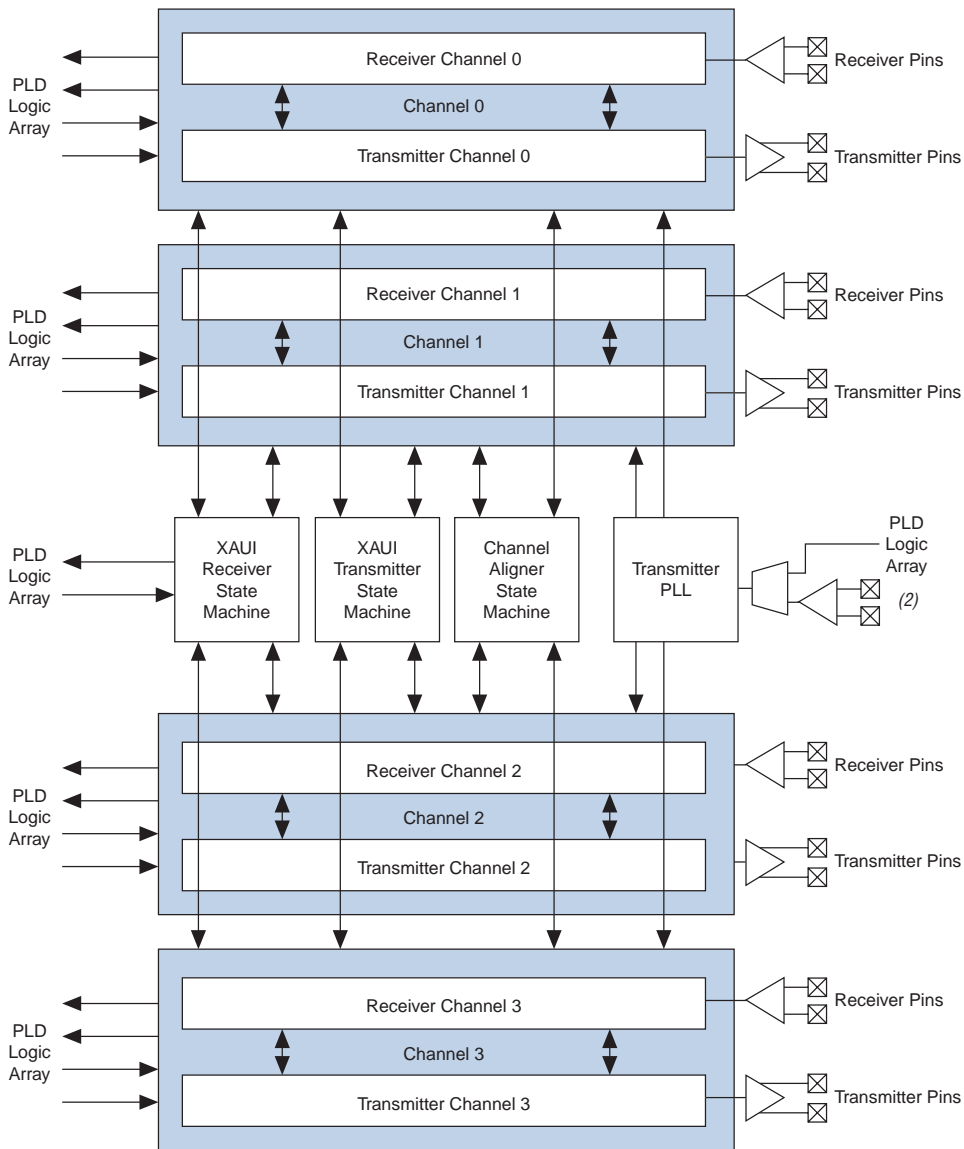 Receiver Channel 0
Receiver Pins
PLD
Logic
Array
Channel 0
Transmitter Channel 0
Transmitter Pins
Receiver Channel 1
Receiver Pins
PLD
Logic
Array
Channel 1
Transmitter Channel 1
Transmitter Pins
PLD
Logic
Array
XAUI
Receiver
State
Machine
XAUI
Transmitter
State
Machine
Channel
Aligner
State
Machine
Transmitter
PLL
PLD
Logic
Array
(2)
Receiver Channel 2
Receiver Pins
PLD
Logic
Array
Channel 2
Transmitter Channel 2
Transmitter Pins
Receiver Channel 3
Receiver Pins
PLD
Logic
Array
Channel 3
Transmitter Channel 3
Transmitter Pins